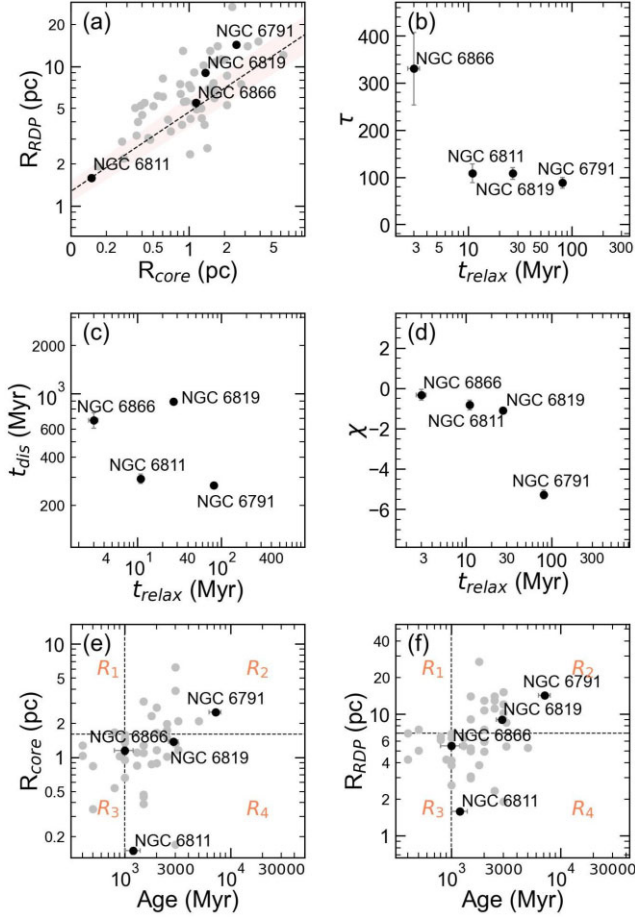 (a)
NGC 6791
NGC 6819
NGC 6866
NGC 6811
20
10
5
2
1
R_RDP (pc)
0 0.2 0.5 1 2 5
R_core (pc)
(b)
NGC 6866
NGC 6811
NGC 6791
NGC 6819
400
300
200
100
0
τ
3 5 10 20 50 100 300
t_relax (Myr)
(c)
NGC 6866
NGC 6819
NGC 6811
NGC 6791
2000
10³
600
400
200
t_dis (Myr)
4 10¹ 40 10² 400
t_relax (Myr)
(d)
NGC 6866
NGC 6819
NGC 6811
NGC 6791
2
0
−2
−4
−6
χ
3 10 30 100 300
t_relax (Myr)
(e)
R₁
R₂
NGC 6791
NGC 6866
NGC 6819
R₃
R₄
NGC 6811
10
5
2
1
0.5
0.2
R_core (pc)
10³ 3000 10⁴ 30000
Age (Myr)
(f)
R₁
R₂
NGC 6791
NGC 6819
NGC 6866
R₃
R₄
NGC 6811
40
20
10
4
2
1
R_RDP (pc)
10³ 3000 10⁴ 30000
Age (Myr)